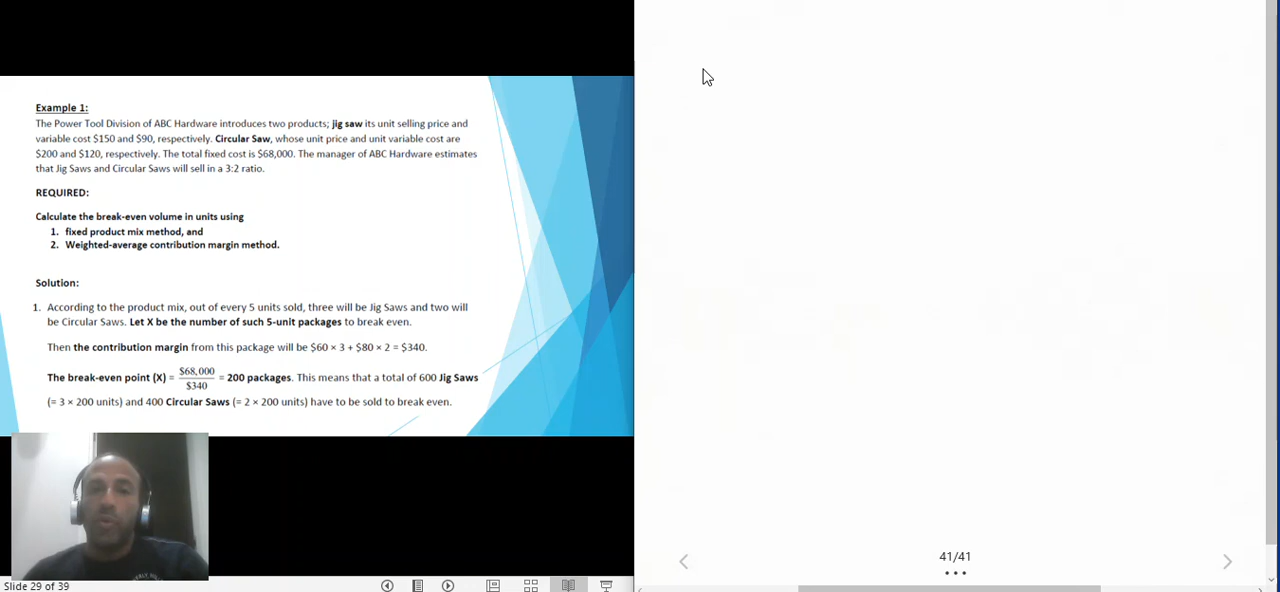 Example 1:
The Power Tool Division of ABC Hardware introduces two products; jig saw its unit selling price and
variable cost $150 and $90, respectively. Circular Saw, whose unit price and unit variable cost are
$200 and $120, respectively. The total fixed cost is $68,000. The manager of ABC Hardware estimates
that Jig Saws and Circular Saws will sell in a 3:2 ratio.
REQUIRED:
Calculate the break-even volume in units using
1. fixed product mix method, and
2. Weighted-average contribution margin method.
Solution:
1. According to the product mix, out of every 5 units sold, three will be Jig Saws and two will
be Circular Saws. Let X be the number of such 5-unit packages to break even.
Then the contribution margin from this package will be $60 × 3 + $80 × 2 = $340.
The break-even point (X) = $68,000 / $340 = 200 packages. This means that a total of 600 Jig Saws
(= 3 × 200 units) and 400 Circular Saws (= 2 × 200 units) have to be sold to break even.
Slide 29 of 39
41/41